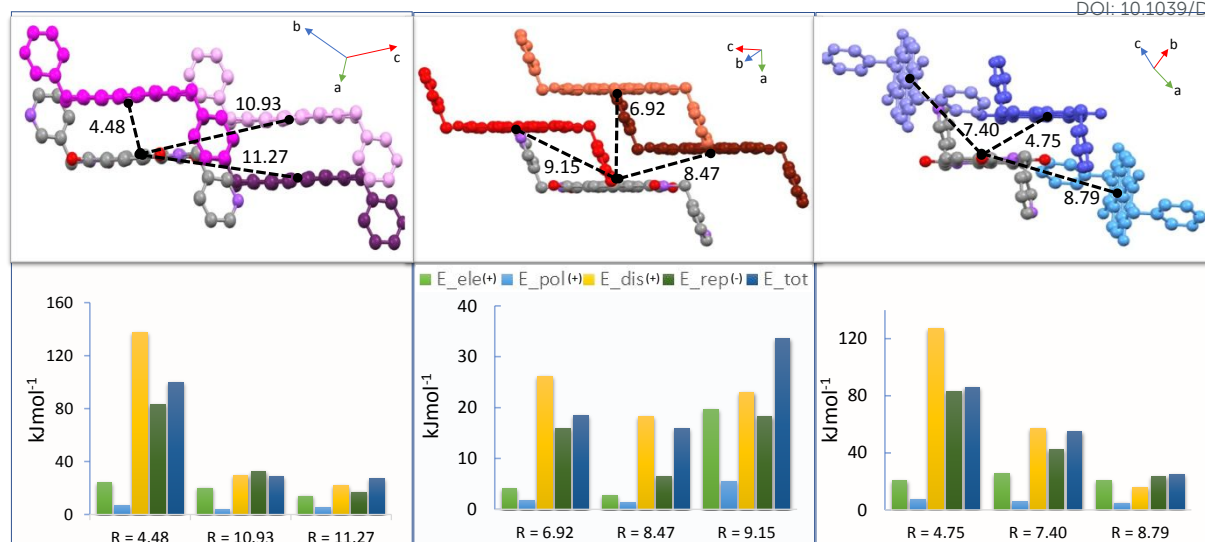 DOI: 10.1039/D
b
c
a
10.93
4.48
11.27
c
b
a
6.92
9.15
8.47
c
b
a
7.40
4.75
8.79
E_ele(+) E_pol(+) E_dis(+) E_rep(-) E_tot
kJmol-1
160
120
80
40
0
R = 4.48 R = 10.93 R = 11.27
kJmol-1
40
30
20
10
0
R = 6.92 R = 8.47 R = 9.15
kJmol-1
120
80
40
0
R = 4.75 R = 7.40 R = 8.79